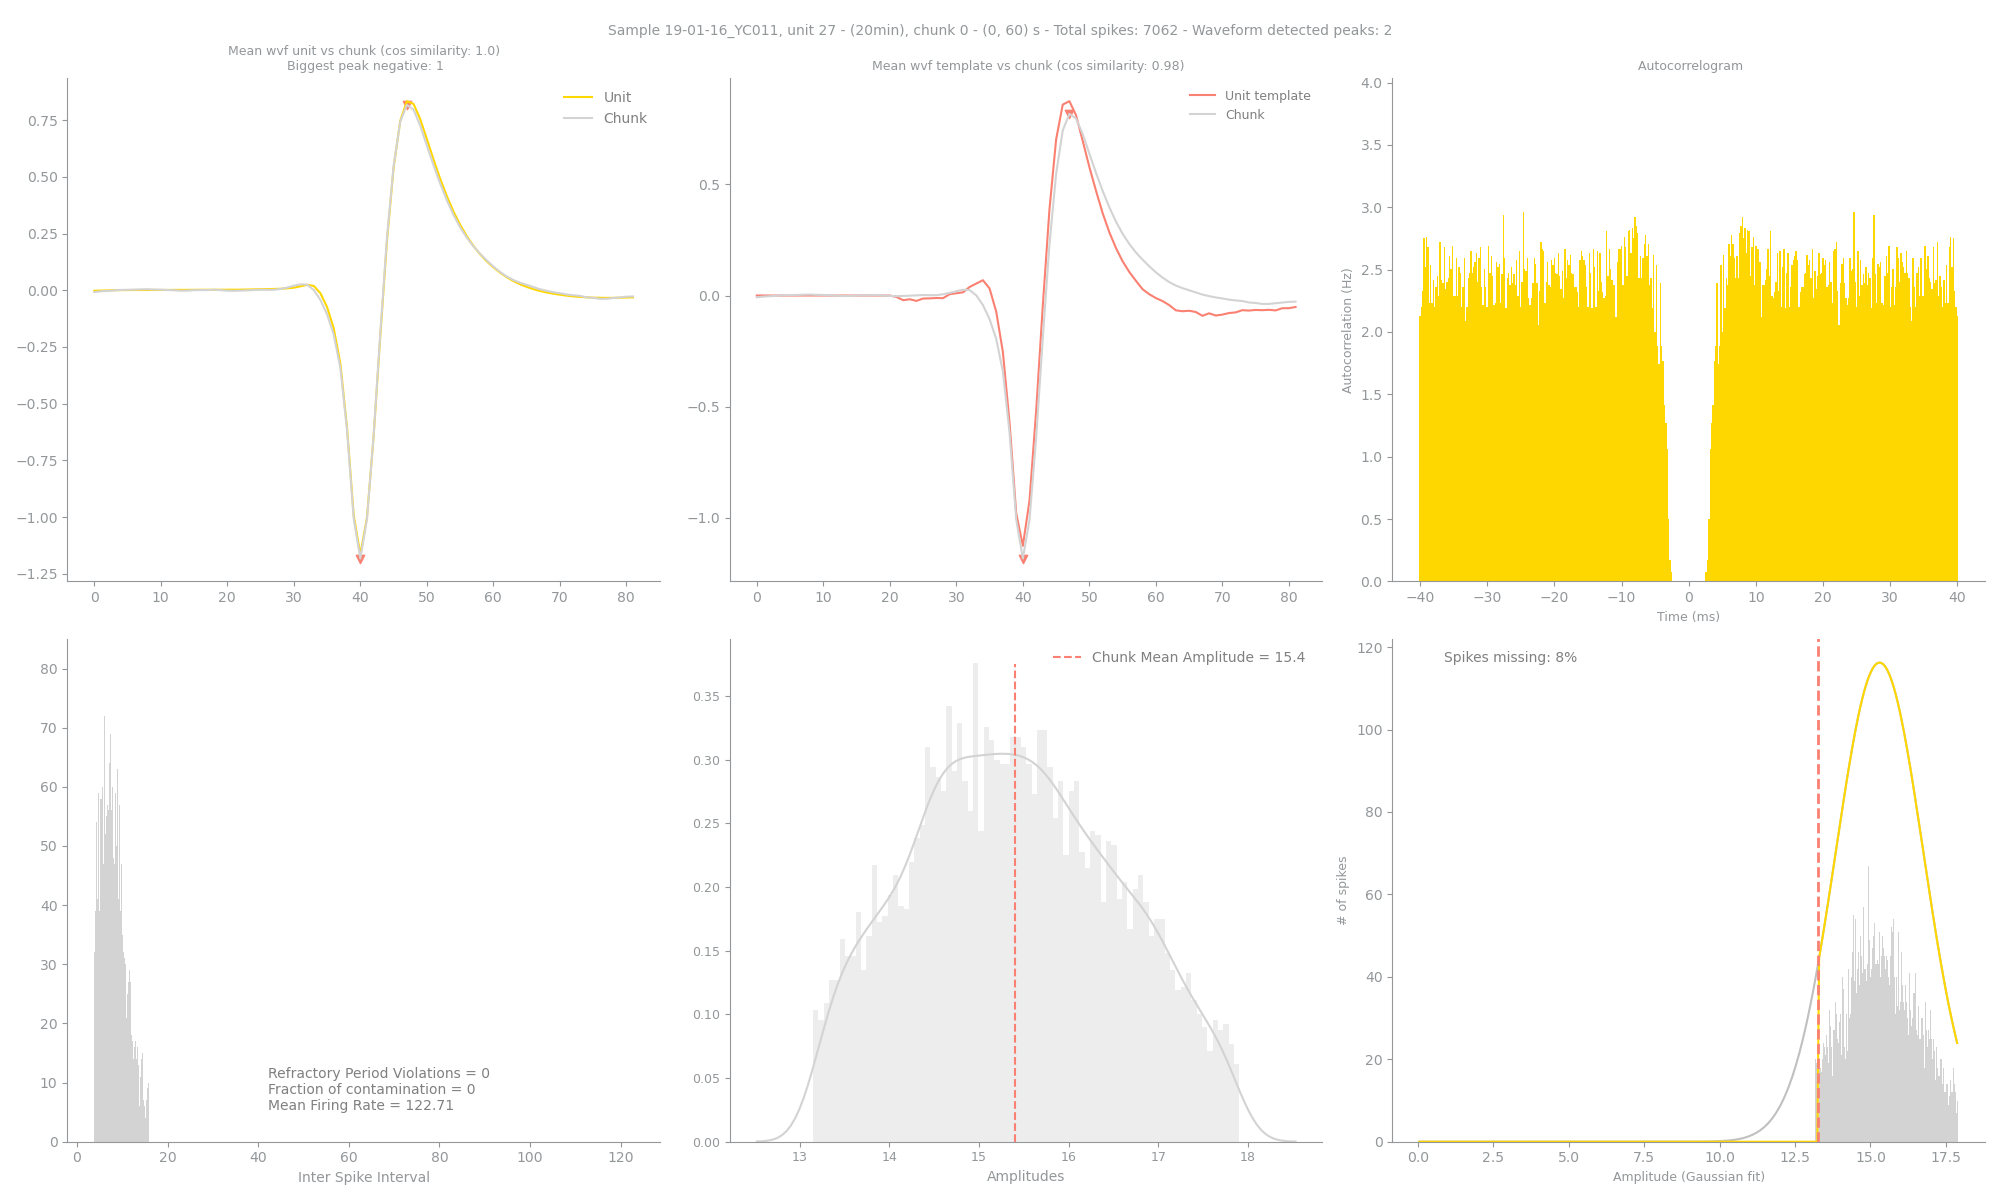 Sample 19-01-16_YC011, unit 27 - (20min), chunk 0 - (0, 60) s - Total spikes: 7062 - Waveform detected peaks: 2
Mean wvf unit vs chunk (cos similarity: 1.0)
Biggest peak negative: 1
Unit
Chunk
0.75
0.50
0.25
0.00
−0.25
−0.50
−0.75
−1.00
−1.25
0 10 20 30 40 50 60 70 80
Mean wvf template vs chunk (cos similarity: 0.98)
Unit template
Chunk
0.5
0.0
−0.5
−1.0
0 10 20 30 40 50 60 70 80
Autocorrelogram
Autocorrelation (Hz)
4.0
3.5
3.0
2.5
2.0
1.5
1.0
0.5
0.0
−40 −30 −20 −10 0 10 20 30 40
Time (ms)
80
70
60
50
40
30
20
10
0
Refractory Period Violations = 0
Fraction of contamination = 0
Mean Firing Rate = 122.71
0 20 40 60 80 100 120
Inter Spike Interval
Chunk Mean Amplitude = 15.4
0.35
0.30
0.25
0.20
0.15
0.10
0.05
0.00
13 14 15 16 17 18
Amplitudes
Spikes missing: 8%
# of spikes
120
100
80
60
40
20
0
0.0 2.5 5.0 7.5 10.0 12.5 15.0 17.5
Amplitude (Gaussian fit)